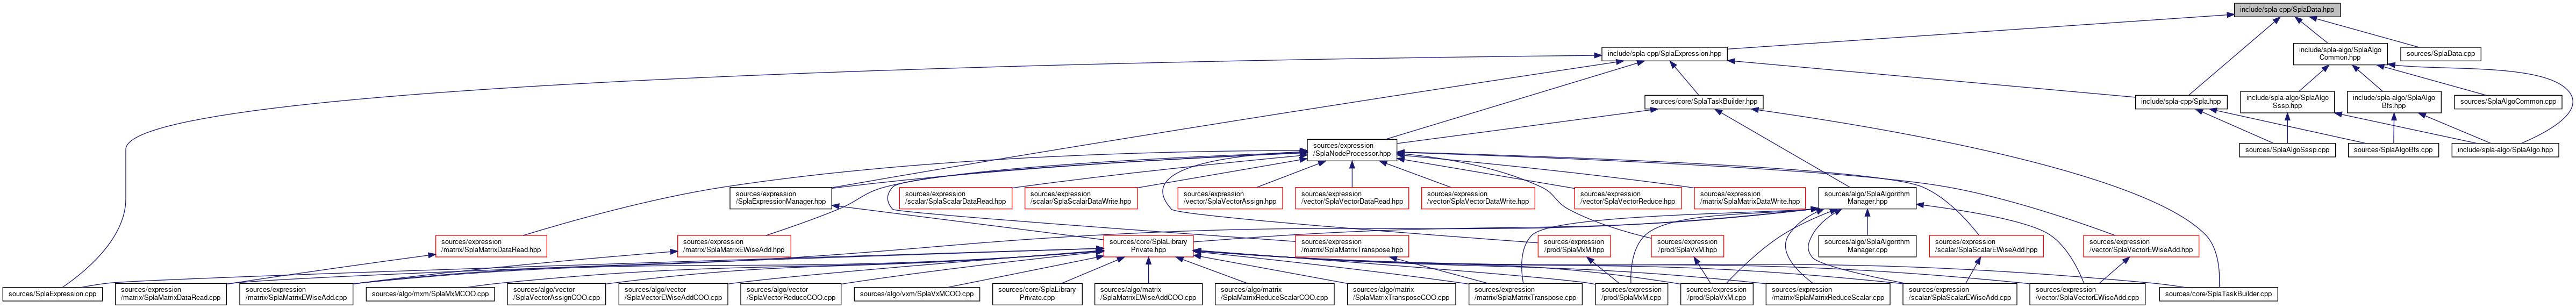 include/spla-cpp/SplaData.hpp
include/spla-cpp/SplaExpression.hpp
include/spla-algo/SplaAlgo
Common.hpp
sources/SplaData.cpp
sources/core/SplaTaskBuilder.hpp
include/spla-cpp/Spla.hpp
include/spla-algo/SplaAlgo
Sssp.hpp
include/spla-algo/SplaAlgo
Bfs.hpp
sources/SplaAlgoCommon.cpp
sources/expression
/SplaNodeProcessor.hpp
sources/SplaAlgoSssp.cpp
sources/SplaAlgoBfs.cpp
include/spla-algo/SplaAlgo.hpp
sources/expression
/SplaExpressionManager.hpp
sources/expression
/scalar/SplaScalarDataRead.hpp
sources/expression
/scalar/SplaScalarDataWrite.hpp
sources/expression
/vector/SplaVectorAssign.hpp
sources/expression
/vector/SplaVectorDataRead.hpp
sources/expression
/vector/SplaVectorDataWrite.hpp
sources/expression
/vector/SplaVectorReduce.hpp
sources/expression
/matrix/SplaMatrixDataWrite.hpp
sources/algo/SplaAlgorithm
Manager.hpp
sources/expression
/matrix/SplaMatrixDataRead.hpp
sources/expression
/matrix/SplaMatrixEWiseAdd.hpp
sources/core/SplaLibrary
Private.hpp
sources/expression
/matrix/SplaMatrixTranspose.hpp
sources/expression
/prod/SplaMxM.hpp
sources/expression
/prod/SplaVxM.hpp
sources/algo/SplaAlgorithm
Manager.cpp
sources/expression
/scalar/SplaScalarEWiseAdd.hpp
sources/expression
/vector/SplaVectorEWiseAdd.hpp
sources/SplaExpression.cpp
sources/expression
/matrix/SplaMatrixDataRead.cpp
sources/expression
/matrix/SplaMatrixEWiseAdd.cpp
sources/algo/mxm/SplaMxMCOO.cpp
sources/algo/vector
/SplaVectorAssignCOO.cpp
sources/algo/vector
/SplaVectorEWiseAddCOO.cpp
sources/algo/vector
/SplaVectorReduceCOO.cpp
sources/algo/vxm/SplaVxMCOO.cpp
sources/core/SplaLibrary
Private.cpp
sources/algo/matrix
/SplaMatrixEWiseAddCOO.cpp
sources/algo/matrix
/SplaMatrixReduceScalarCOO.cpp
sources/algo/matrix
/SplaMatrixTransposeCOO.cpp
sources/expression
/matrix/SplaMatrixTranspose.cpp
sources/expression
/prod/SplaMxM.cpp
sources/expression
/prod/SplaVxM.cpp
sources/expression
/matrix/SplaMatrixReduceScalar.cpp
sources/expression
/scalar/SplaScalarEWiseAdd.cpp
sources/expression
/vector/SplaVectorEWiseAdd.cpp
sources/core/SplaTaskBuilder.cpp